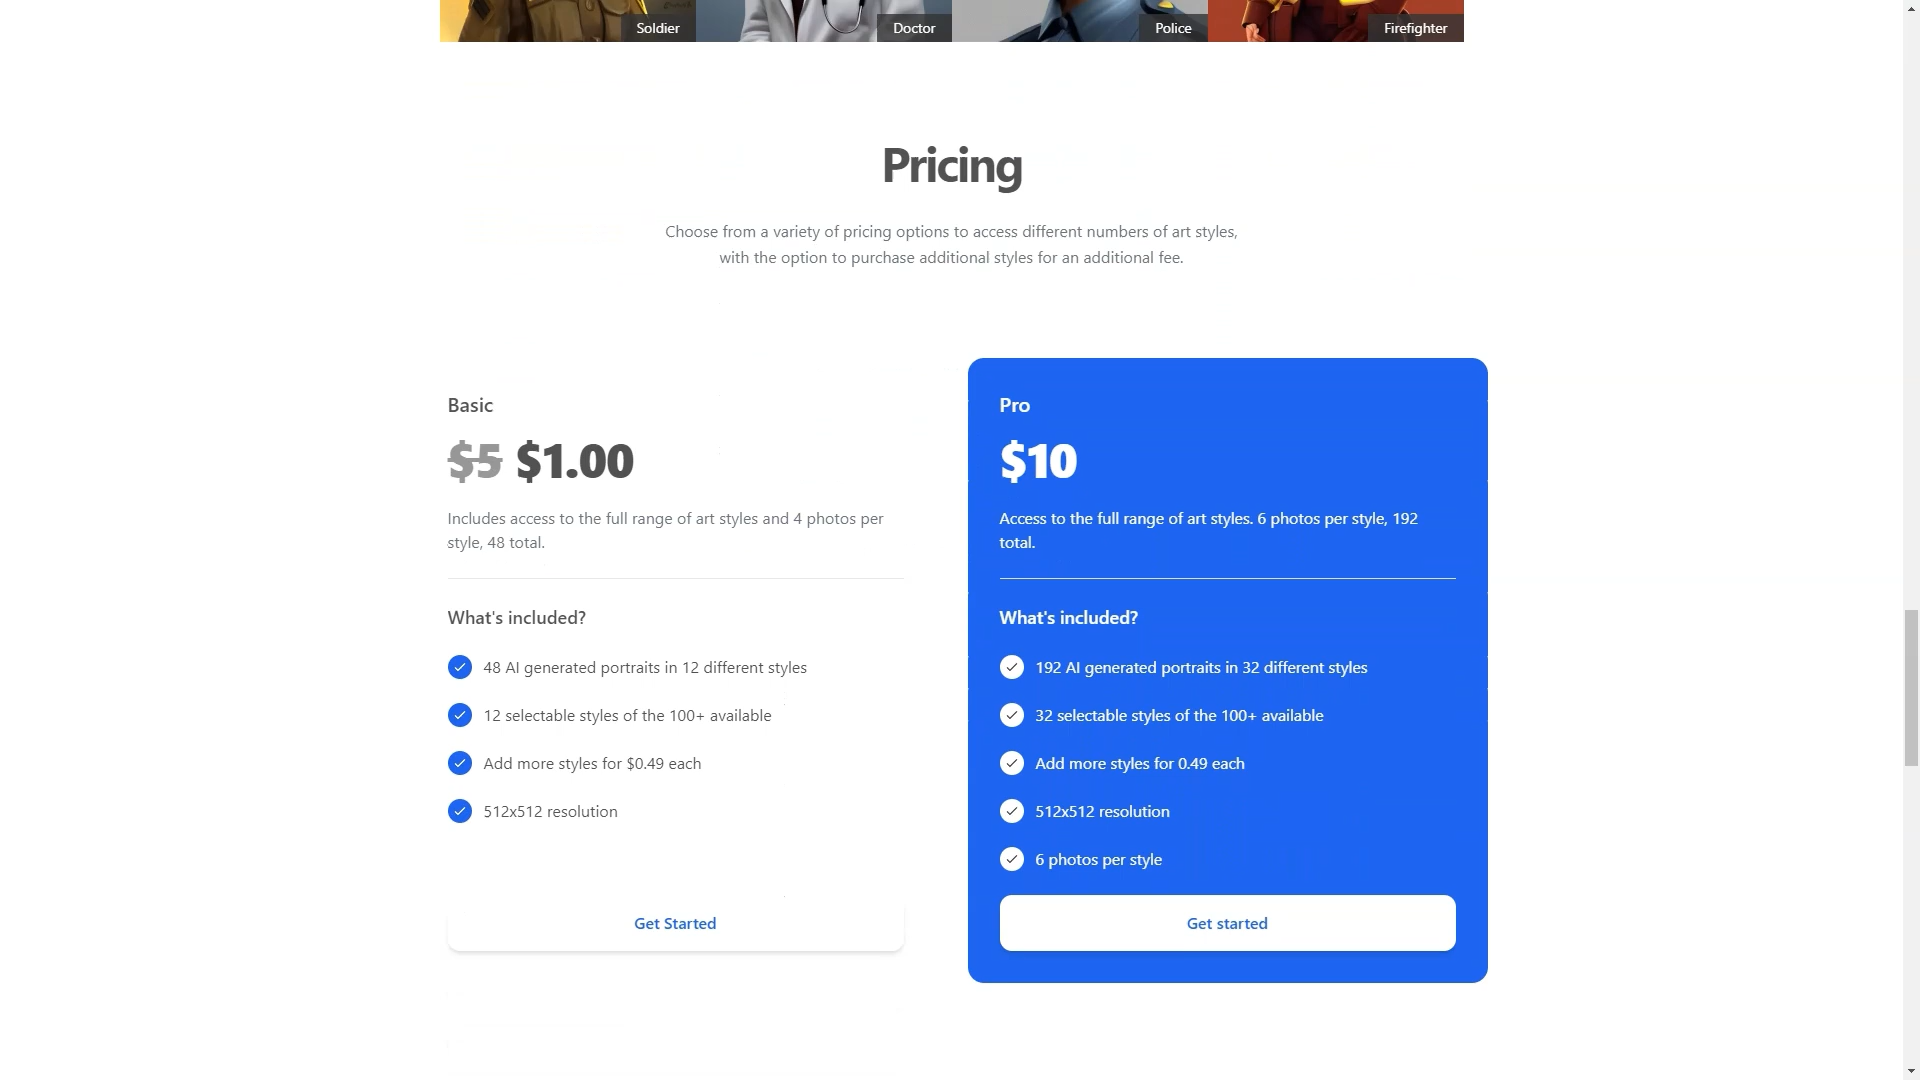 Soldier
Doctor
Police
Firefighter
Pricing
Choose from a variety of pricing options to access different numbers of art styles,
with the option to purchase additional styles for an additional fee.
Basic
$5 $1.00
Includes access to the full range of art styles and 4 photos per
style, 48 total.
What's included?
48 AI generated portraits in 12 different styles
12 selectable styles of the 100+ available
Add more styles for $0.49 each
512x512 resolution
Get Started
Pro
$10
Access to the full range of art styles. 6 photos per style, 192
total.
What's included?
192 AI generated portraits in 32 different styles
32 selectable styles of the 100+ available
Add more styles for 0.49 each
512x512 resolution
6 photos per style
Get started